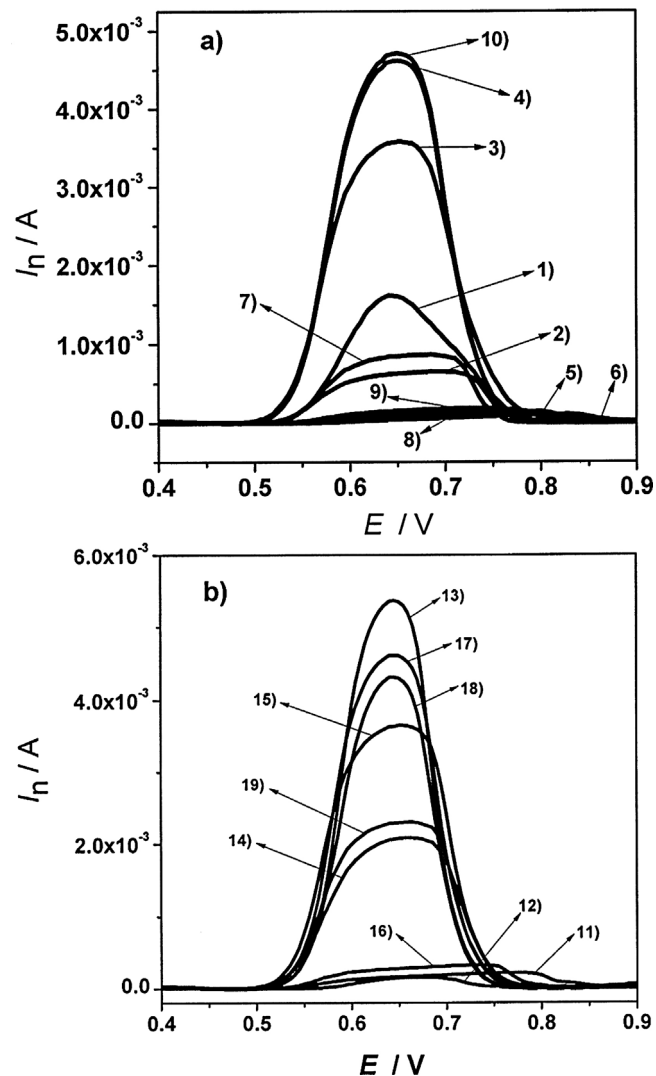 a)
5.0x10-3
4.0x10-3
3.0x10-3
2.0x10-3
1.0x10-3
0.0
In / A
10)
4)
3)
1)
7)
2)
5)
6)
9)
8)
0.4 0.5 0.6 0.7 0.8 0.9
E / V
b)
6.0x10-3
4.0x10-3
2.0x10-3
0.0
In / A
13)
17)
15)
18)
19)
14)
12)
16)
11)
0.4 0.5 0.6 0.7 0.8 0.9
E / V